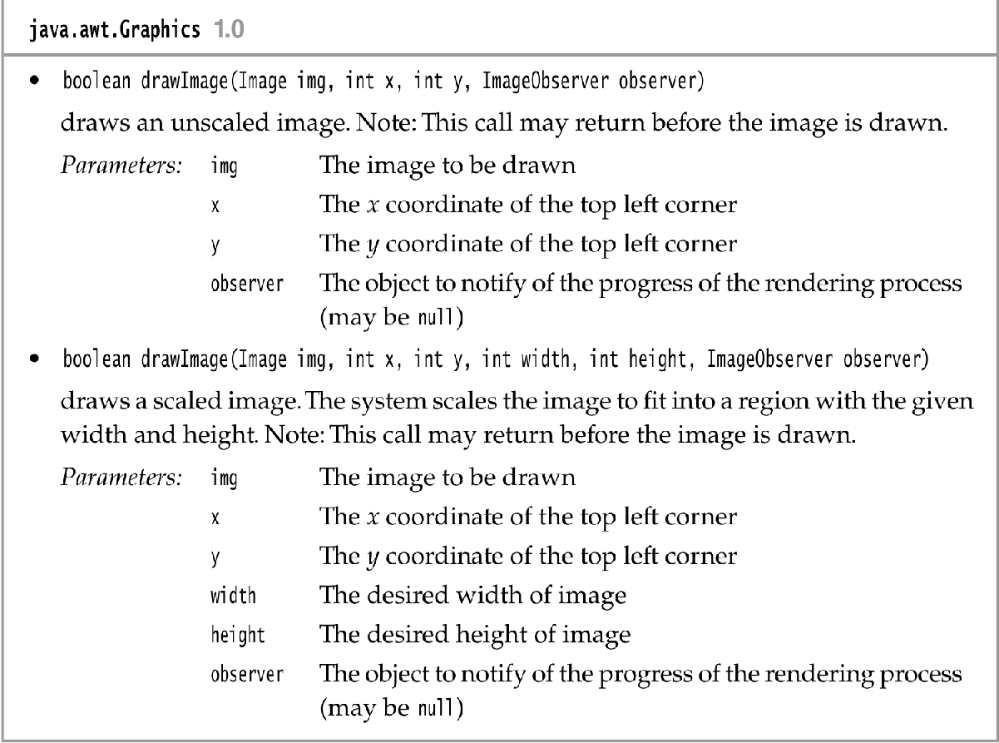 java.awt.Graphics 1.0
• boolean drawImage(Image img, int x, int y, ImageObserver observer)
draws an unscaled image. Note: This call may return before the image is drawn.
Parameters: img The image to be drawn
x The x coordinate of the top left corner
y The y coordinate of the top left corner
observer The object to notify of the progress of the rendering process
(may be null)
• boolean drawImage(Image img, int x, int y, int width, int height, ImageObserver observer)
draws a scaled image. The system scales the image to fit into a region with the given
width and height. Note: This call may return before the image is drawn.
Parameters: img The image to be drawn
x The x coordinate of the top left corner
y The y coordinate of the top left corner
width The desired width of image
height The desired height of image
observer The object to notify of the progress of the rendering process
(may be null)